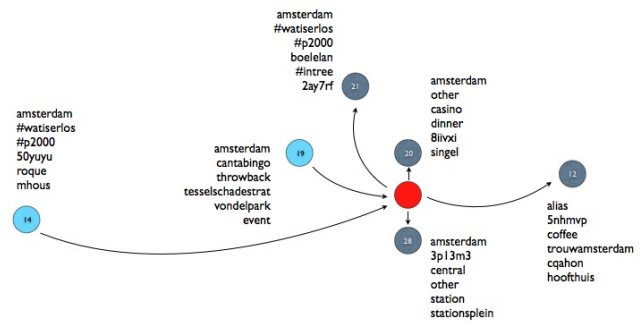 amsterdam
#watiserlos
#p2000
boelelan
#intree
2ay7rf
21
amsterdam
other
casino
dinner
8iivxi
singel
20
amsterdam
#watiserlos
#p2000
50yuyu
roque
mhous
14
amsterdam
cantabingo
throwback
tesselschadestrat
vondelpark
event
19
12
alias
5nhmvp
coffee
trouwamsterdam
cqahon
hoofthuis
28
amsterdam
3p13m3
central
other
station
stationsplein